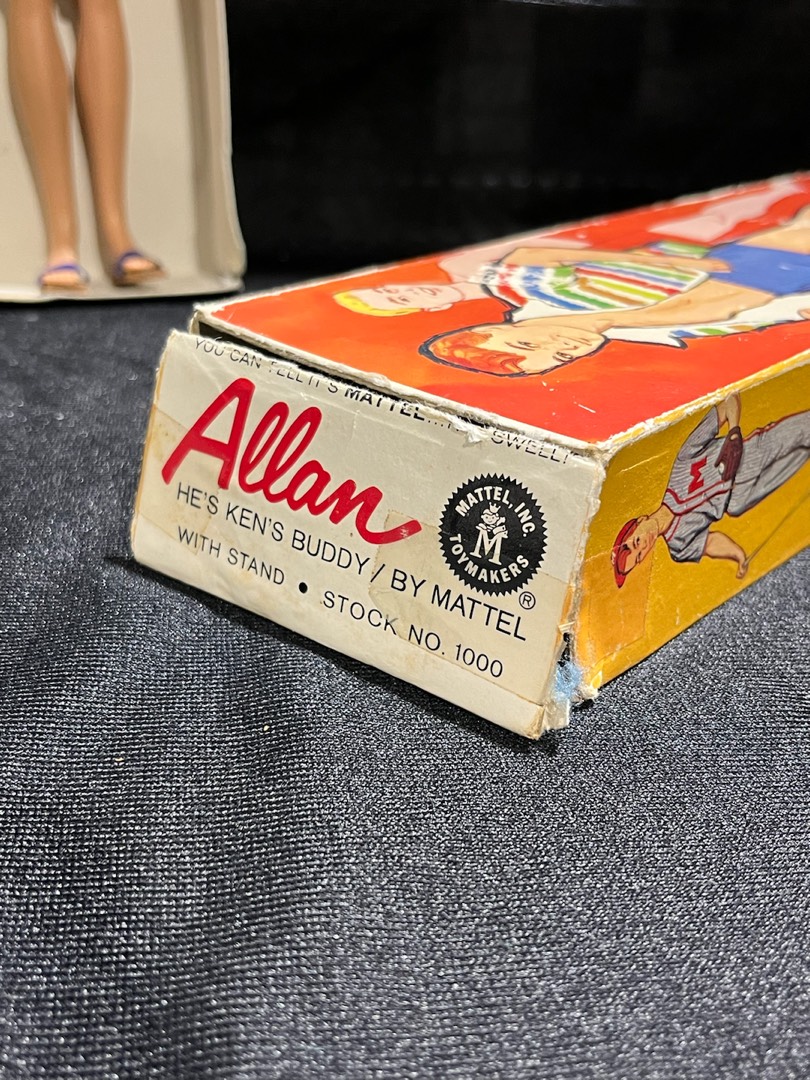 YOU CAN TELL IT'S MATTEL... SWELL!
Allan
HE'S KEN'S BUDDY / BY MATTEL
WITH STAND • STOCK NO. 1000
MATTEL, INC.
M
TOYMAKERS
®
M